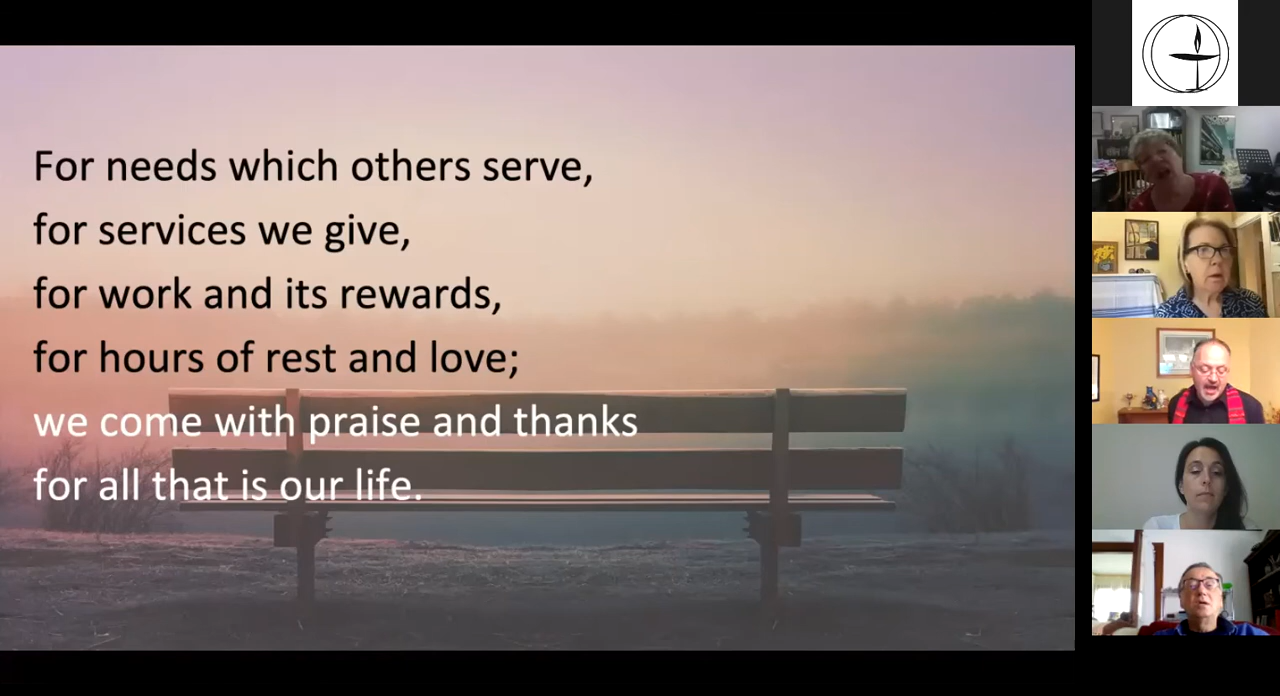 For needs which others serve,
for services we give,
for work and its rewards,
for hours of rest and love;
we come with praise and thanks
for all that is our life.